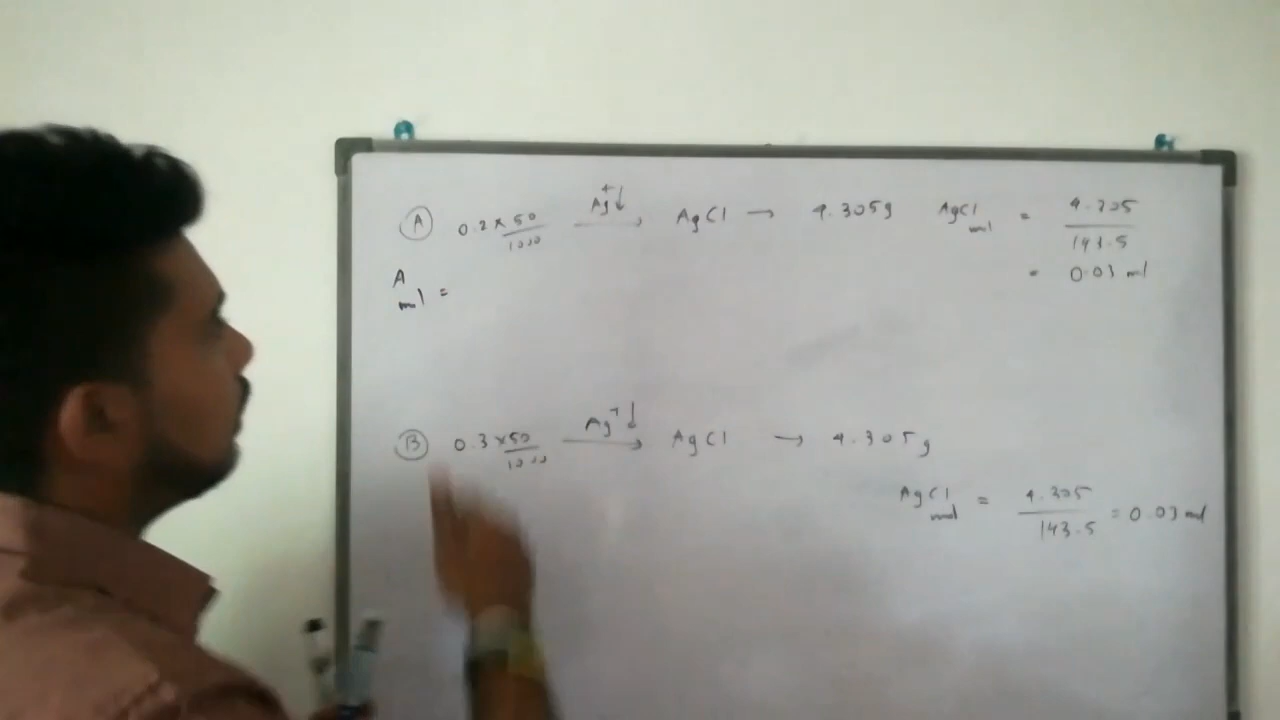 A 0.2 × 50/1000 Ag+↓ → AgCl → 4.305g AgCl mol = 4.305/143.5
= 0.03 mol
A mol =
B 0.3 × 50/1000 Ag+↓ → AgCl → 4.305g
AgCl mol = 4.305/143.5 = 0.03 mol